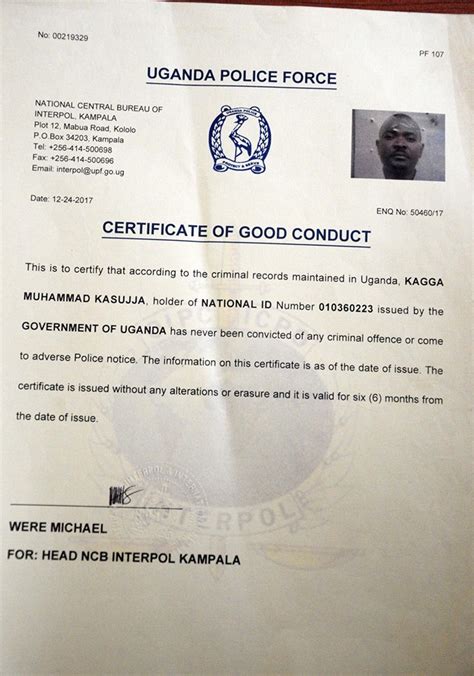 No: 00219329
PF 107
UGANDA POLICE FORCE
NATIONAL CENTRAL BUREAU OF
INTERPOL, KAMPALA
Plot 12, Mabua Road, Kololo
P.O.Box 34203, Kampala
Tel: +256-414-500698
Fax: +256-414-500696
Email: interpol@upf.go.ug
UGANDA POLICE
PROTECT & SERVE
Date: 12-24-2017
ENQ No: 50460/17
CERTIFICATE OF GOOD CONDUCT
This is to certify that according to the criminal records maintained in Uganda, KAGGA
MUHAMMAD KASUJJA, holder of NATIONAL ID Number 010360223 issued by the
GOVERNMENT OF UGANDA has never been convicted of any criminal offence or come
to adverse Police notice. The information on this certificate is as of the date of issue. The
certificate is issued without any alterations or erasure and it is valid for six (6) months from
the date of issue.
INTERPOL
WERE MICHAEL
FOR: HEAD NCB INTERPOL KAMPALA